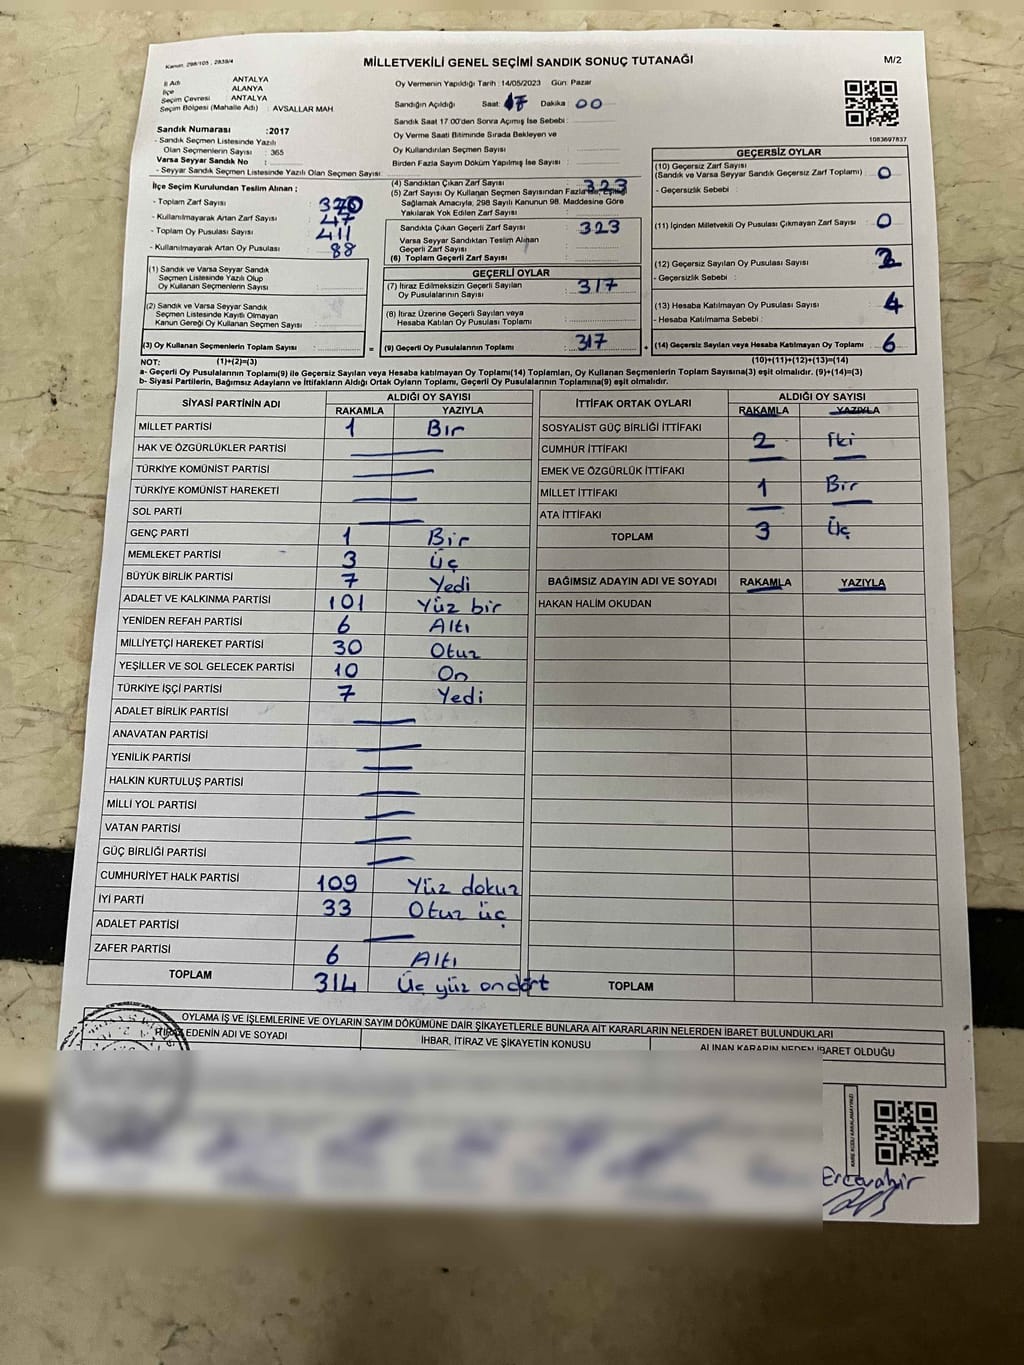 Kanun: 298/105 , 2839/4
MİLLETVEKİLİ GENEL SEÇİMİ SANDIK SONUÇ TUTANAĞI
M/2
İl Adı ANTALYA
İlçe ALANYA
Seçim Çevresi ANTALYA
Seçim Bölgesi (Mahalle Adı) : AVSALLAR MAH
Oy Vermenin Yapıldığı Tarih : 14/05/2023 Gün: Pazar
Sandığın Açıldığı Saat: 17 Dakika: 00
Sandık Saat 17.00'den Sonra Açılmış İse Sebebi :
Oy Verme Saati Bitiminde Sırada Bekleyen ve
Oy Kullandırılan Seçmen Sayısı :
Birden Fazla Sayım Döküm Yapılmış İse Sayısı :
1083697837
Sandık Numarası :2017
- Sandık Seçmen Listesinde Yazılı
Olan Seçmenlerin Sayısı : 365
Varsa Seyyar Sandık No :
- Seyyar Sandık Seçmen Listesinde Yazılı Olan Seçmen Sayısı:
İlçe Seçim Kurulundan Teslim Alınan ;
- Toplam Zarf Sayısı : 370
- Kullanılmayarak Artan Zarf Sayısı : 47
- Toplam Oy Pusulası Sayısı : 411
- Kullanılmayarak Artan Oy Pusulası : 88
(1) Sandık ve Varsa Seyyar Sandık
Seçmen Listesinde Yazılı Olup
Oy Kullanan Seçmenlerin Sayısı :
(2) Sandık ve Varsa Seyyar Sandık
Seçmen Listesinde Kayıtlı Olmayan
Kanun Gereği Oy Kullanan Seçmen Sayısı :
(3) Oy Kullanan Seçmenlerin Toplam Sayısı :
(4) Sandıktan Çıkan Zarf Sayısı : 323
(5) Zarf Sayısı Oy Kullanan Seçmen Sayısından Fazla ise, Eşitliği
Sağlamak Amacıyla, 298 Sayılı Kanunun 98. Maddesine Göre
Yakılarak Yok Edilen Zarf Sayısı :
Sandıkta Çıkan Geçerli Zarf Sayısı : 323
Varsa Seyyar Sandıktan Teslim Alınan
Geçerli Zarf Sayısı
(6) Toplam Geçerli Zarf Sayısı :
GEÇERLİ OYLAR
(7) İtiraz Edilmeksizin Geçerli Sayılan
Oy Pusulalarının Sayısı : 317
(8) İtiraz Üzerine Geçerli Sayılan veya
Hesaba Katılan Oy Pusulası Toplamı :
= (9) Geçerli Oy Pusulalarının Toplamı : 317
GEÇERSİZ OYLAR
(10) Geçersiz Zarf Sayısı
(Sandık ve Varsa Seyyar Sandık Geçersiz Zarf Toplamı) : 0
- Geçersizlik Sebebi :
(11) İçinden Milletvekili Oy Pusulası Çıkmayan Zarf Sayısı : 0
(12) Geçersiz Sayılan Oy Pusulası Sayısı : 2
- Geçersizlik Sebebi :
(13) Hesaba Katılmayan Oy Pusulası Sayısı : 4
- Hesaba Katılmama Sebebi :
+ (14) Geçersiz Sayılan veya Hesaba Katılmayan Oy Toplamı : 6
NOT: (1)+(2)=(3) (10)+(11)+(12)+(13)=(14)
a- Geçerli Oy Pusulalarının Toplamı(9) ile Geçersiz Sayılan veya Hesaba katılmayan Oy Toplamı(14) Toplamları, Oy Kullanan Seçmenlerin Toplam Sayısına(3) eşit olmalıdır. (9)+(14)=(3)
b- Siyasi Partilerin, Bağımsız Adayların ve İttifakların Aldığı Ortak Oyların Toplamı, Geçerli Oy Pusulalarının Toplamına(9) eşit olmalıdır.
SİYASİ PARTİNİN ADI ALDIĞI OY SAYISI
RAKAMLA YAZIYLA
MİLLET PARTİSİ 1 Bir
HAK VE ÖZGÜRLÜKLER PARTİSİ
TÜRKİYE KOMÜNİST PARTİSİ
TÜRKİYE KOMÜNİST HAREKETİ
SOL PARTİ
GENÇ PARTİ 1 Bir
MEMLEKET PARTİSİ 3 üç
BÜYÜK BİRLİK PARTİSİ 7 Yedi
ADALET VE KALKINMA PARTİSİ 101 Yüz bir
YENİDEN REFAH PARTİSİ 6 Altı
MİLLİYETÇİ HAREKET PARTİSİ 30 Otuz
YEŞİLLER VE SOL GELECEK PARTİSİ 10 On
TÜRKİYE İŞÇİ PARTİSİ 7 Yedi
ADALET BİRLİK PARTİSİ
ANAVATAN PARTİSİ
YENİLİK PARTİSİ
HALKIN KURTULUŞ PARTİSİ
MİLLİ YOL PARTİSİ
VATAN PARTİSİ
GÜÇ BİRLİĞİ PARTİSİ
CUMHURİYET HALK PARTİSİ 109 Yüz dokuz
İYİ PARTİ 33 Otuz üç
ADALET PARTİSİ
ZAFER PARTİSİ 6 Altı
TOPLAM 314 Üç yüz ondört
İTTİFAK ORTAK OYLARI ALDIĞI OY SAYISI
RAKAMLA YAZIYLA
SOSYALİST GÜÇ BİRLİĞİ İTTİFAKI
CUMHUR İTTİFAKI 2 İki
EMEK VE ÖZGÜRLÜK İTTİFAKI
MİLLET İTTİFAKI 1 Bir
ATA İTTİFAKI
TOPLAM 3 Üç
BAĞIMSIZ ADAYIN ADI VE SOYADI RAKAMLA YAZIYLA
HAKAN HALİM OKUDAN
TOPLAM
OYLAMA İŞ VE İŞLEMLERİNE VE OYLARIN SAYIM DÖKÜMÜNE DAİR ŞİKAYETLERLE BUNLARA AİT KARARLARIN NELERDEN İBARET BULUNDUKLARI
İTİRAZ EDENİN ADI VE SOYADI İHBAR, İTİRAZ VE ŞİKAYETİN KONUSU ALINAN KARARIN NEDEN İBARET OLDUĞU
KARE KODU KARALAMAYINIZ!